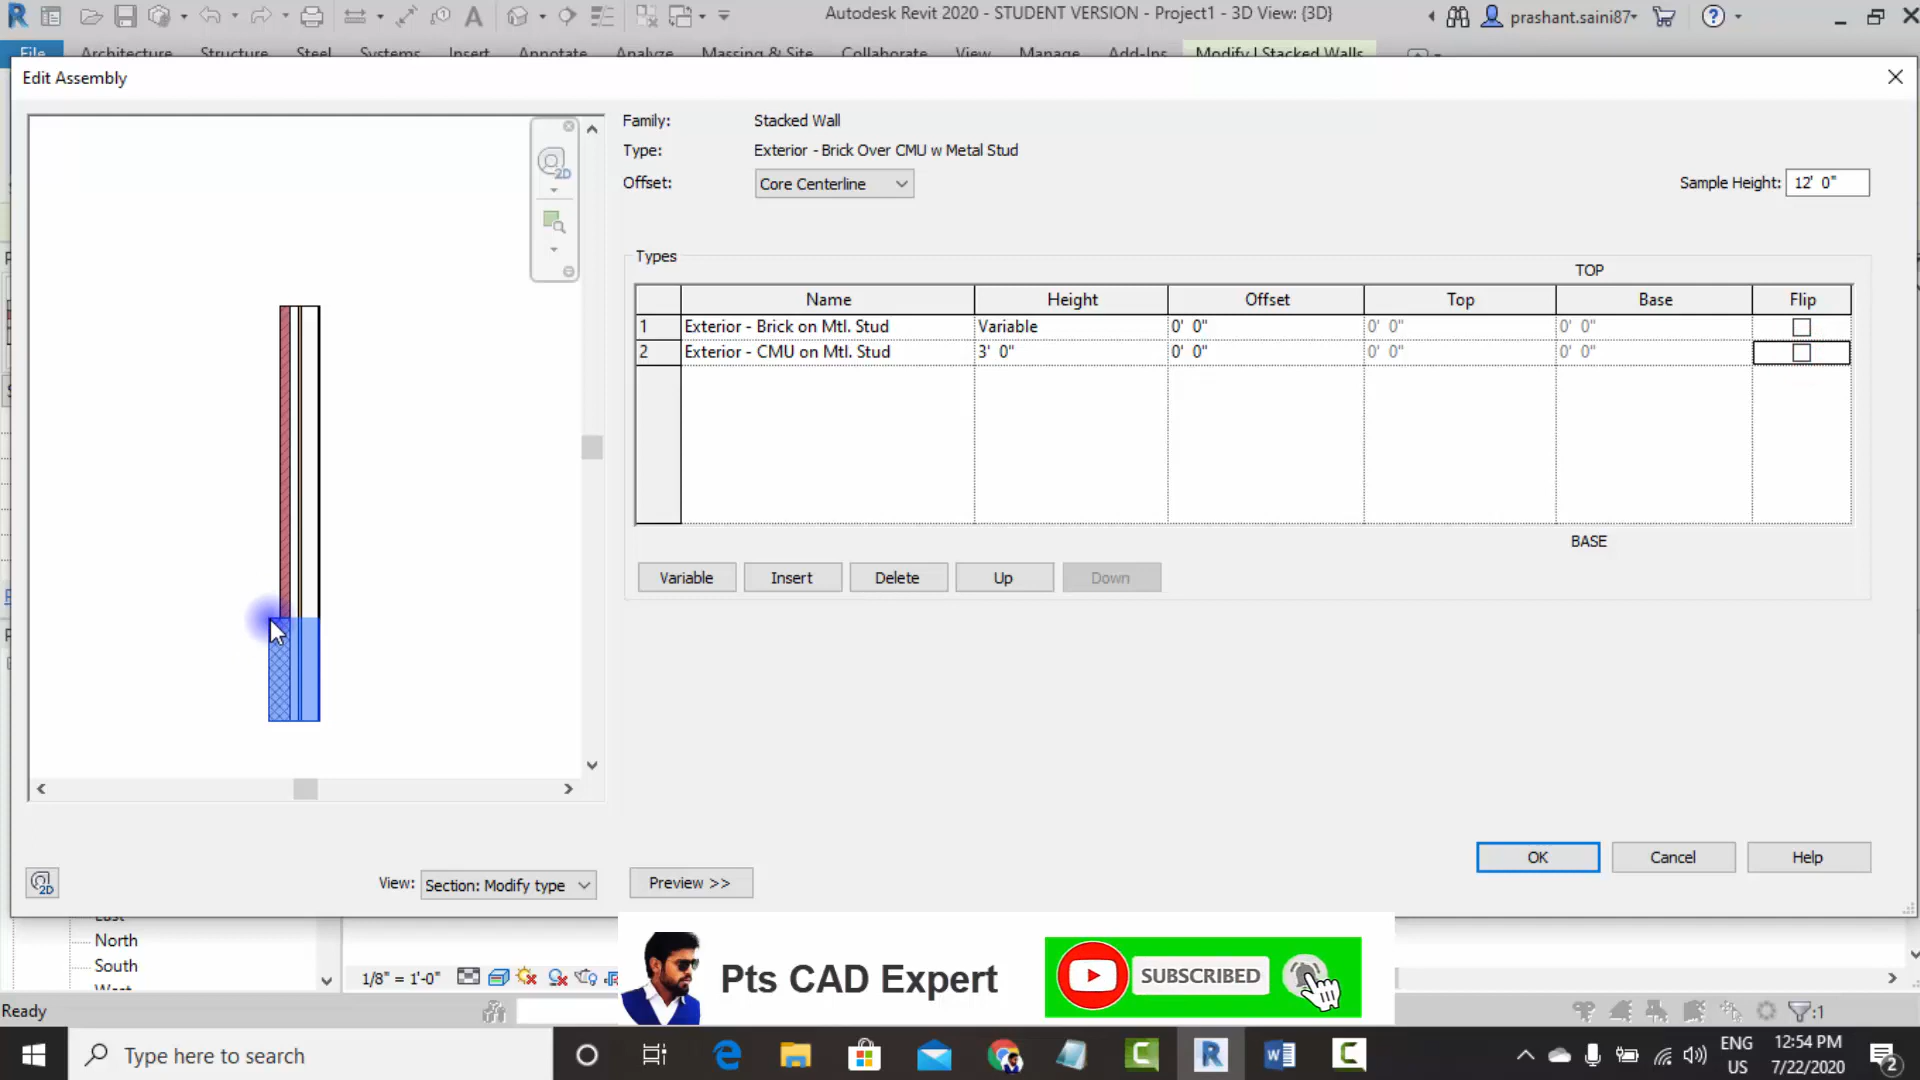 Autodesk Revit 2020 - STUDENT VERSION - Project1 - 3D View: {3D}
prashant.saini87
File Architecture Structure Steel Systems Insert Annotate Analyze Massing & Site Collaborate View Manage Add-Ins Modify | Stacked Walls
Edit Assembly
Family: Stacked Wall
Type: Exterior - Brick Over CMU w Metal Stud
Offset: Core Centerline
Sample Height: 12' 0"
2D
Types
TOP
Name Height Offset Top Base Flip
1 Exterior - Brick on Mtl. Stud Variable 0' 0" 0' 0" 0' 0"
2 Exterior - CMU on Mtl. Stud 3' 0" 0' 0" 0' 0" 0' 0"
BASE
Variable Insert Delete Up Down
OK Cancel Help
2D
View: Section: Modify type
Preview >>
East
North
South
West
1/8" = 1'-0"
Pts CAD Expert
SUBSCRIBED
Ready
:1
Type here to search
ENG
US
12:54 PM
7/22/2020
2